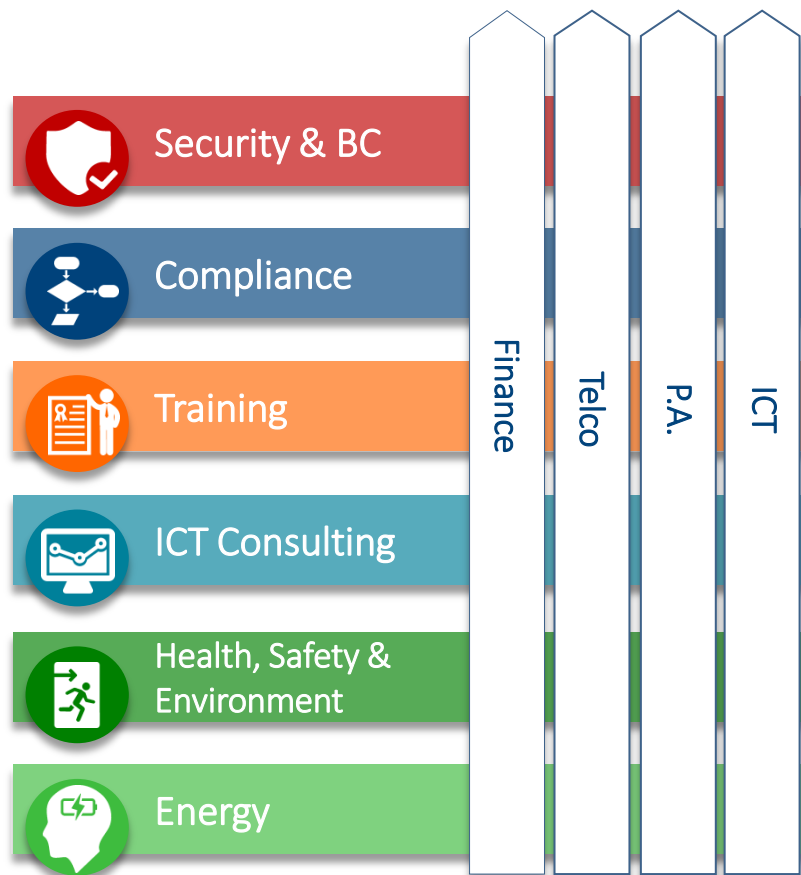 Security & BC
Compliance
Training
ICT Consulting
Health, Safety &
Environment
Energy
Finance
Telco
P.A.
ICT